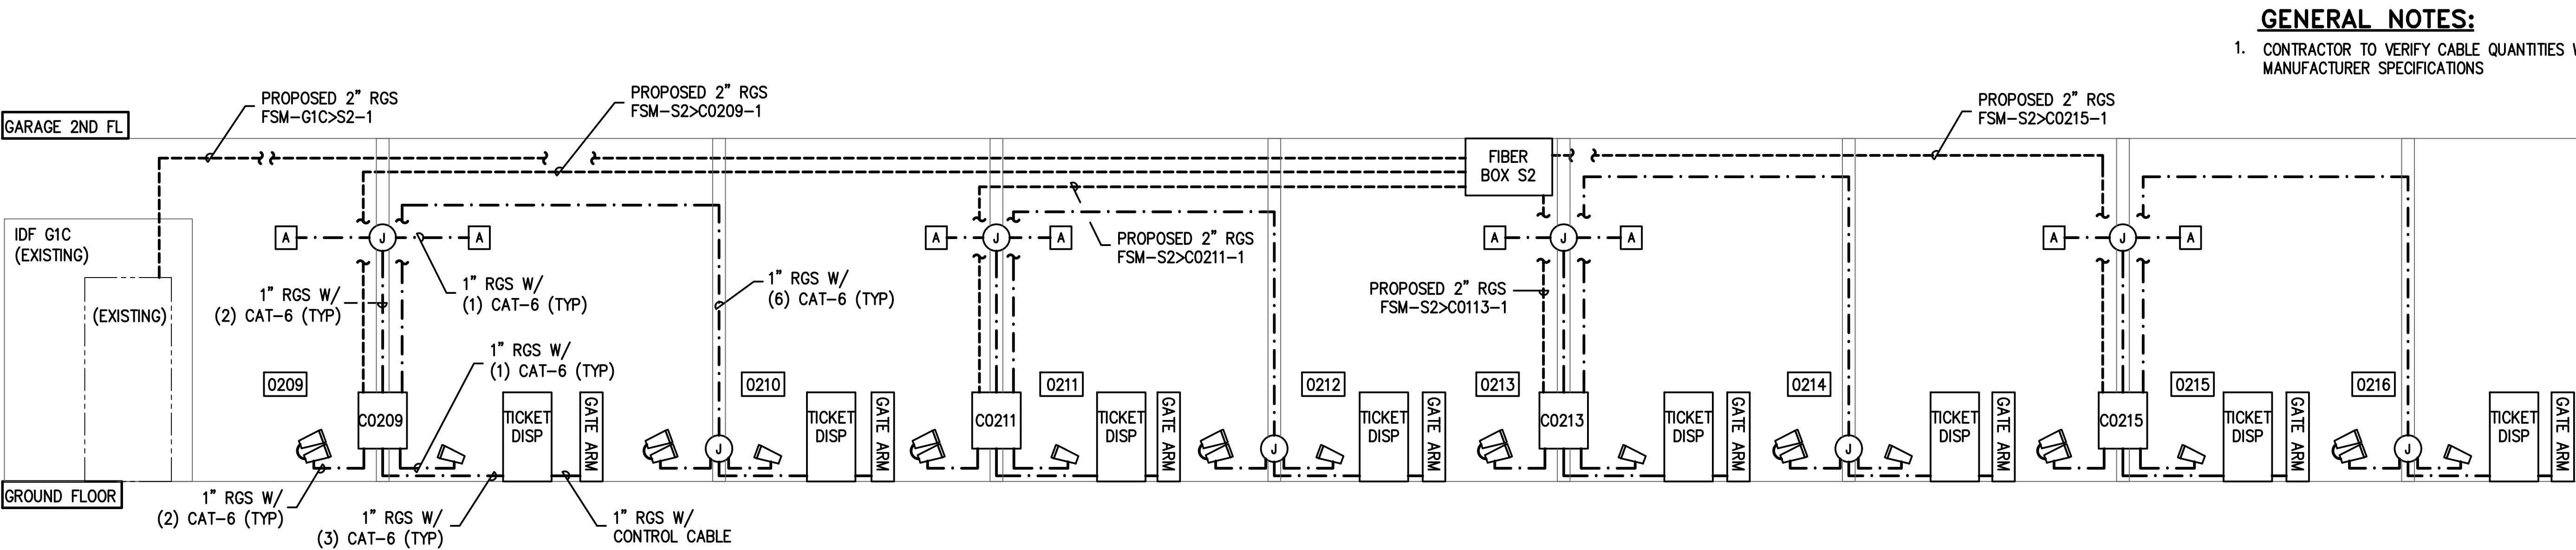 GENERAL NOTES:
1. CONTRACTOR TO VERIFY CABLE QUANTITIES
MANUFACTURER SPECIFICATIONS
PROPOSED 2" RGS
FSM-G1C>S2-1
PROPOSED 2" RGS
FSM-S2>C0209-1
PROPOSED 2" RGS
FSM-S2>C0215-1
GARAGE 2ND FL
FIBER
BOX S2
IDF G1C
(EXISTING)
(EXISTING)
A
J
A
A
J
A
A
J
A
A
J
A
PROPOSED 2" RGS
FSM-S2>C0211-1
1" RGS W/
(2) CAT-6 (TYP)
1" RGS W/
(1) CAT-6 (TYP)
1" RGS W/
(6) CAT-6 (TYP)
PROPOSED 2" RGS
FSM-S2>C0113-1
1" RGS W/
(1) CAT-6 (TYP)
0209
0210
0211
0212
0213
0214
0215
0216
C0209
TICKET
DISP
GATE ARM
J
TICKET
DISP
GATE ARM
C0211
TICKET
DISP
GATE ARM
J
TICKET
DISP
GATE ARM
C0213
TICKET
DISP
GATE ARM
J
TICKET
DISP
GATE ARM
C0215
TICKET
DISP
GATE ARM
J
TICKET
DISP
GATE ARM
GROUND FLOOR
1" RGS W/
(2) CAT-6 (TYP)
1" RGS W/
(3) CAT-6 (TYP)
1" RGS W/
CONTROL CABLE